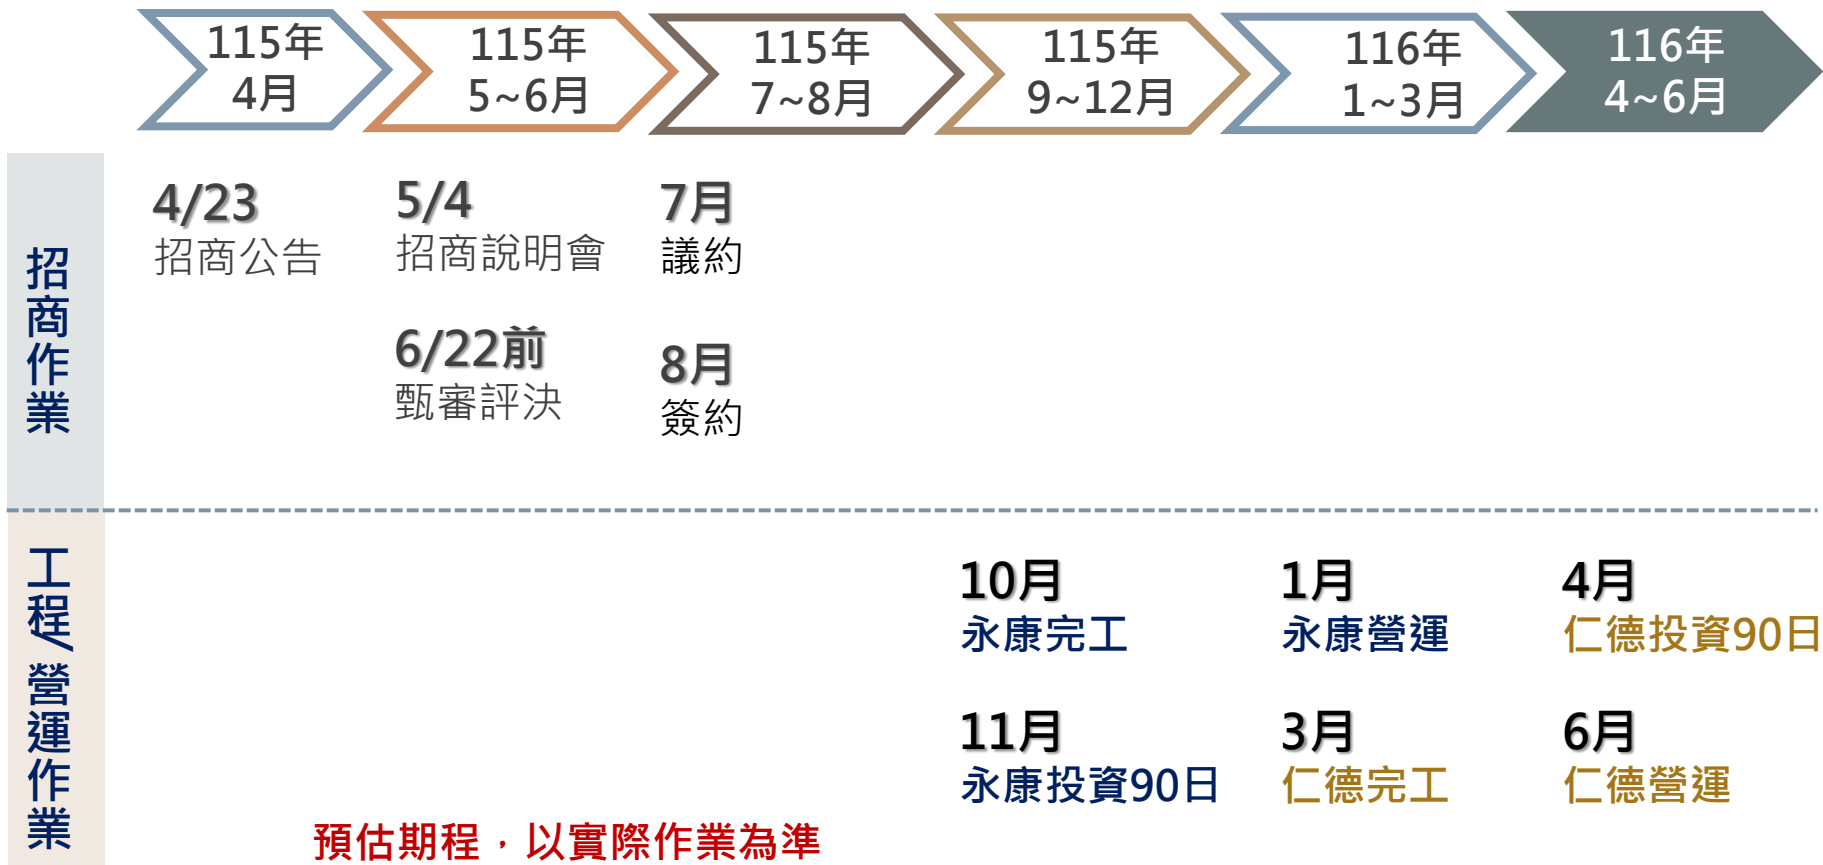 115年
4月
115年
5~6月
115年
7~8月
115年
9~12月
116年
1~3月
116年
4~6月
招商作業
4/23
招商公告
5/4
招商說明會
6/22前
甄審評決
7月
議約
8月
簽約
工程/營運作業
10月
永康完工
11月
永康投資90日
1月
永康營運
3月
仁德完工
4月
仁德投資90日
6月
仁德營運
預估期程，以實際作業為準